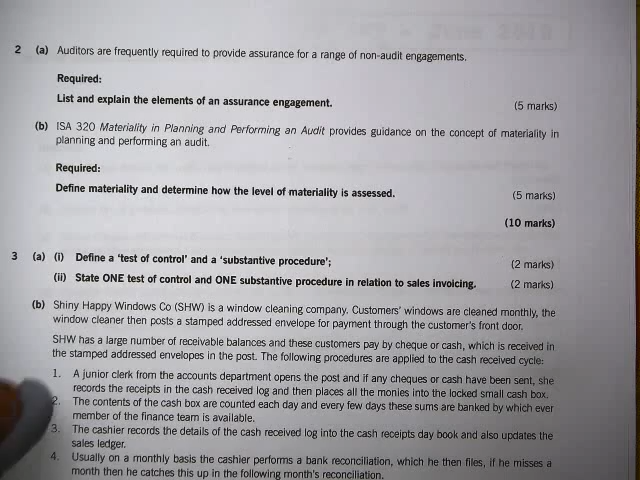 2 (a) Auditors are frequently required to provide assurance for a range of non-audit engagements.
Required:
List and explain the elements of an assurance engagement. (5 marks)
(b) ISA 320 Materiality in Planning and Performing an Audit provides guidance on the concept of materiality in
planning and performing an audit.
Required:
Define materiality and determine how the level of materiality is assessed. (5 marks)
(10 marks)
3 (a) (i) Define a ‘test of control’ and a ‘substantive procedure’; (2 marks)
(ii) State ONE test of control and ONE substantive procedure in relation to sales invoicing. (2 marks)
(b) Shiny Happy Windows Co (SHW) is a window cleaning company. Customers’ windows are cleaned monthly, the
window cleaner then posts a stamped addressed envelope for payment through the customer’s front door.
SHW has a large number of receivable balances and these customers pay by cheque or cash, which is received in
the stamped addressed envelopes in the post. The following procedures are applied to the cash received cycle:
1. A junior clerk from the accounts department opens the post and if any cheques or cash have been sent, she
records the receipts in the cash received log and then places all the monies into the locked small cash box.
2. The contents of the cash box are counted each day and every few days these sums are banked by which ever
member of the finance team is available.
3. The cashier records the details of the cash received log into the cash receipts day book and also updates the
sales ledger.
4. Usually on a monthly basis the cashier performs a bank reconciliation, which he then files, if he misses a
month then he catches this up in the following month’s reconciliation.